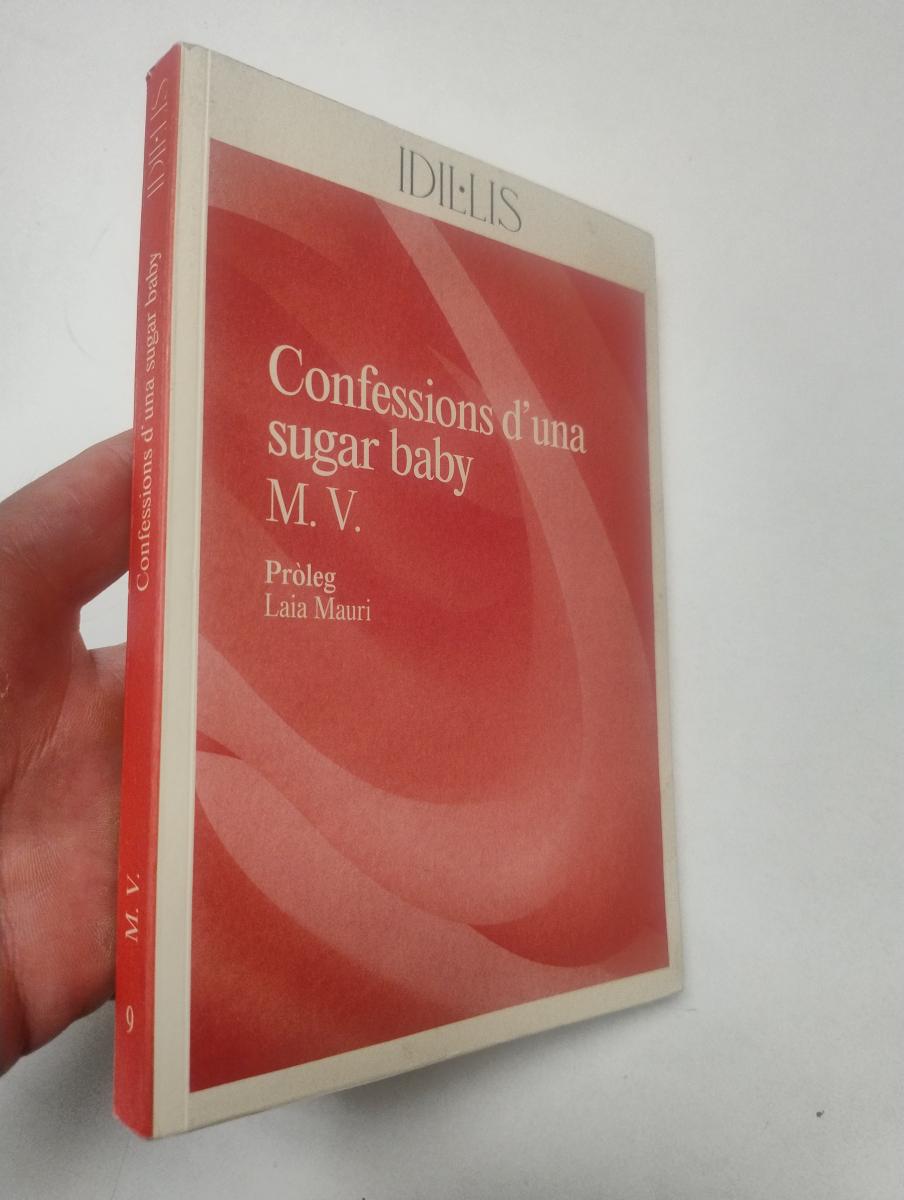 IDIL·LIS
Confessions d'una
sugar baby
M. V.
Pròleg
Laia Mauri
IDIL·LIS
Confessions d'una sugar baby
M. V.
9